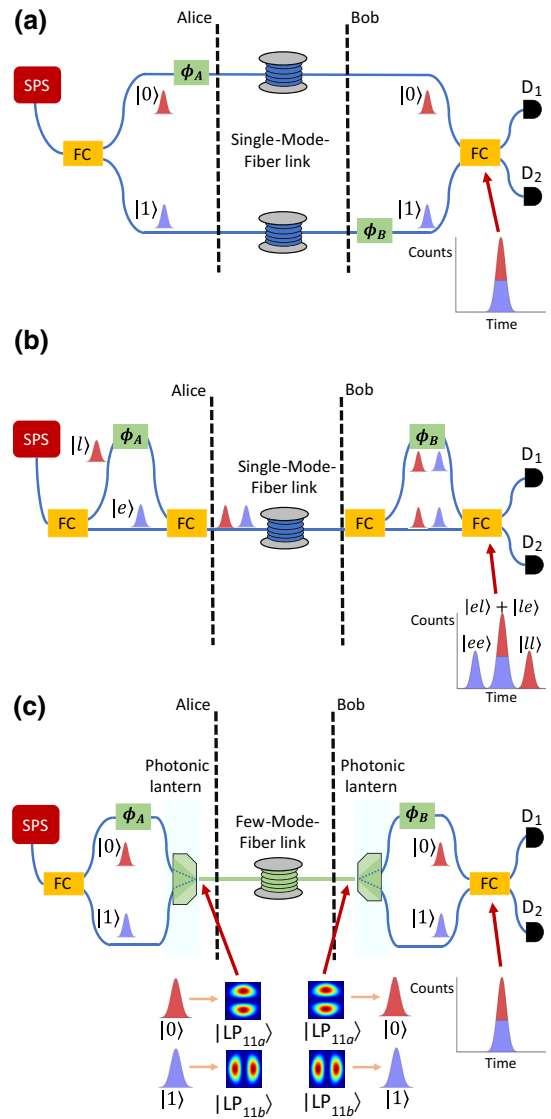 (a)
Alice
Bob
SPS
ϕA
|0⟩
|0⟩
D1
FC
Single-Mode-
Fiber link
FC
D2
|1⟩
|1⟩
ϕB
Counts
Time
(b)
Alice
Bob
SPS
|l⟩
ϕA
ϕB
D1
|e⟩
Single-Mode-
Fiber link
FC
FC
FC
FC
D2
|el⟩ + |le⟩
Counts
|ee⟩
|ll⟩
Time
(c)
Alice
Bob
Photonic
lantern
Photonic
lantern
SPS
ϕA
Few-Mode-
Fiber link
ϕB
D1
|0⟩
|0⟩
FC
FC
|1⟩
|1⟩
D2
Counts
|0⟩
|LP11a⟩
|LP11a⟩
|0⟩
Time
|1⟩
|LP11b⟩
|LP11b⟩
|1⟩